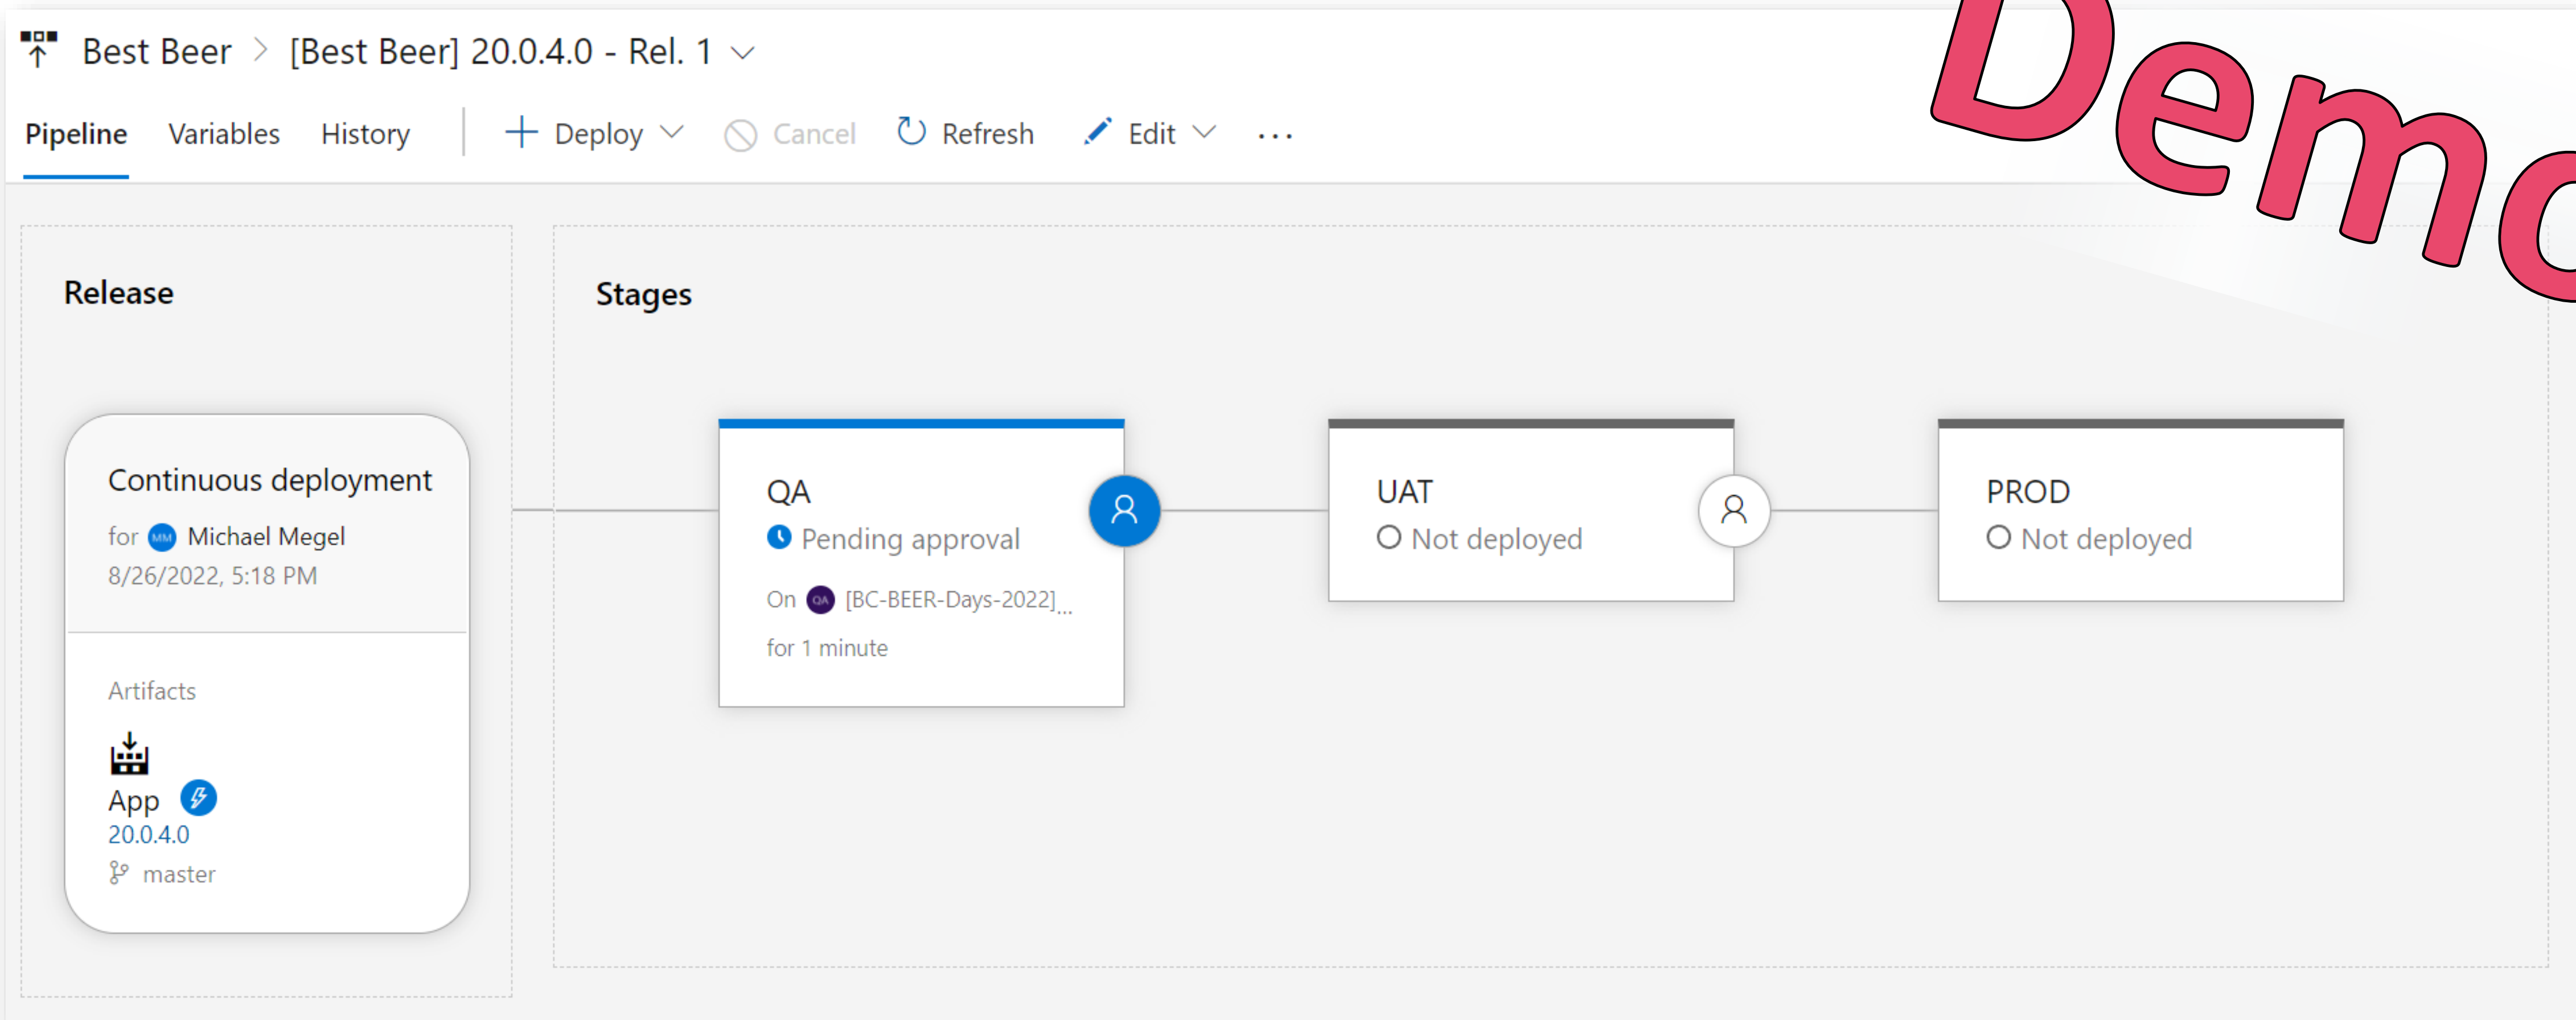 Best Beer > [Best Beer] 20.0.4.0 - Rel. 1
Pipeline Variables History Deploy Cancel Refresh Edit ...
Demo
Release
Stages
Continuous deployment
for MM Michael Megel
8/26/2022, 5:18 PM
Artifacts
App
20.0.4.0
master
QA
Pending approval
On QA [BC-BEER-Days-2022]...
for 1 minute
UAT
Not deployed
PROD
Not deployed